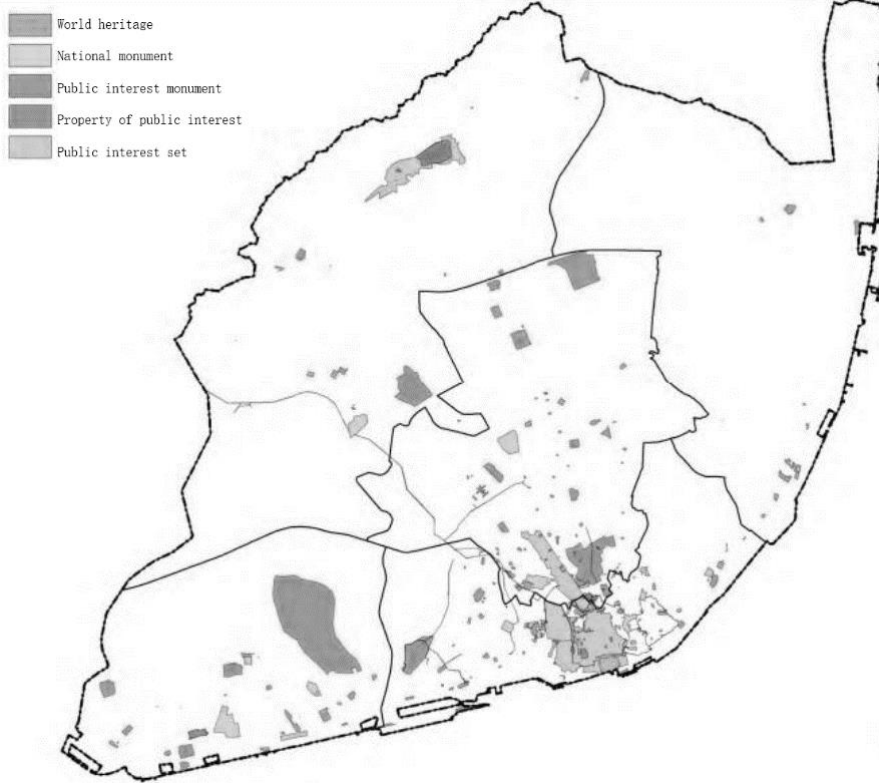 World heritage
National monument
Public interest monument
Property of public interest
Public interest set